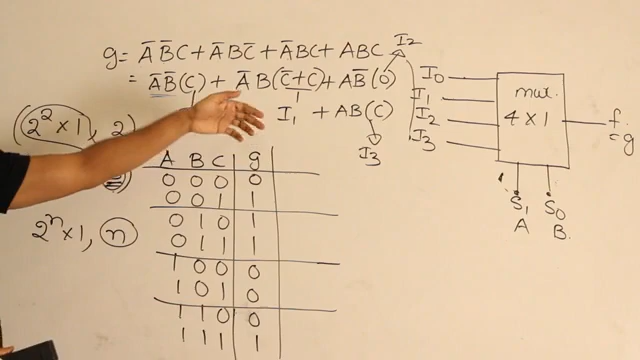 g = A̅B̅C + A̅BC̅ + A̅BC + ABC
= A̅B̅(C) + A̅B(C̅+C) + AB̅(0) I2
1
I1 + AB(C)
I3
(2² × 1, 2)
2ⁿ × 1, n
A B C g
0 0 0 0
0 0 1 1
0 1 0 1
0 1 1 1
1 0 0 0
1 0 1 0
1 1 0 0
1 1 1 1
I0
I1
I2
I3
mux
4 × 1
f
= g
S1 S0
A B.